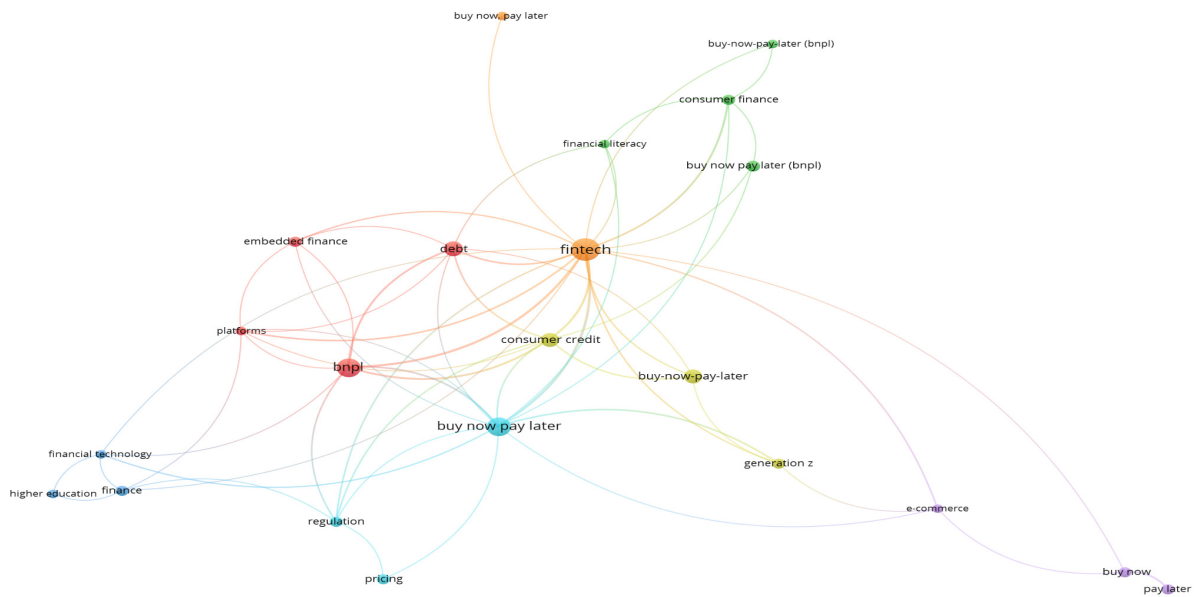 buy now, pay later
buy-now-pay-later (bnpl)
consumer finance
financial literacy
buy now pay later (bnpl)
embedded finance
debt
fintech
platforms
consumer credit
bnpl
buy-now-pay-later
buy now pay later
financial technology
generation z
higher education
finance
e-commerce
regulation
buy now
pricing
pay later